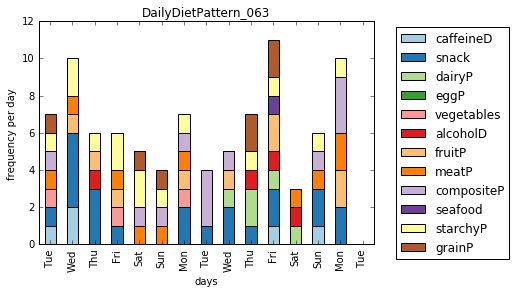 DailyDietPattern_063
frequency per day
12
10
8
6
4
2
0
Tue Wed Thu Fri Sat Sun Mon Tue Wed Thu Fri Sat Sun Mon Tue
days
caffeineD
snack
dairyP
eggP
vegetables
alcoholD
fruitP
meatP
compositeP
seafood
starchyP
grainP